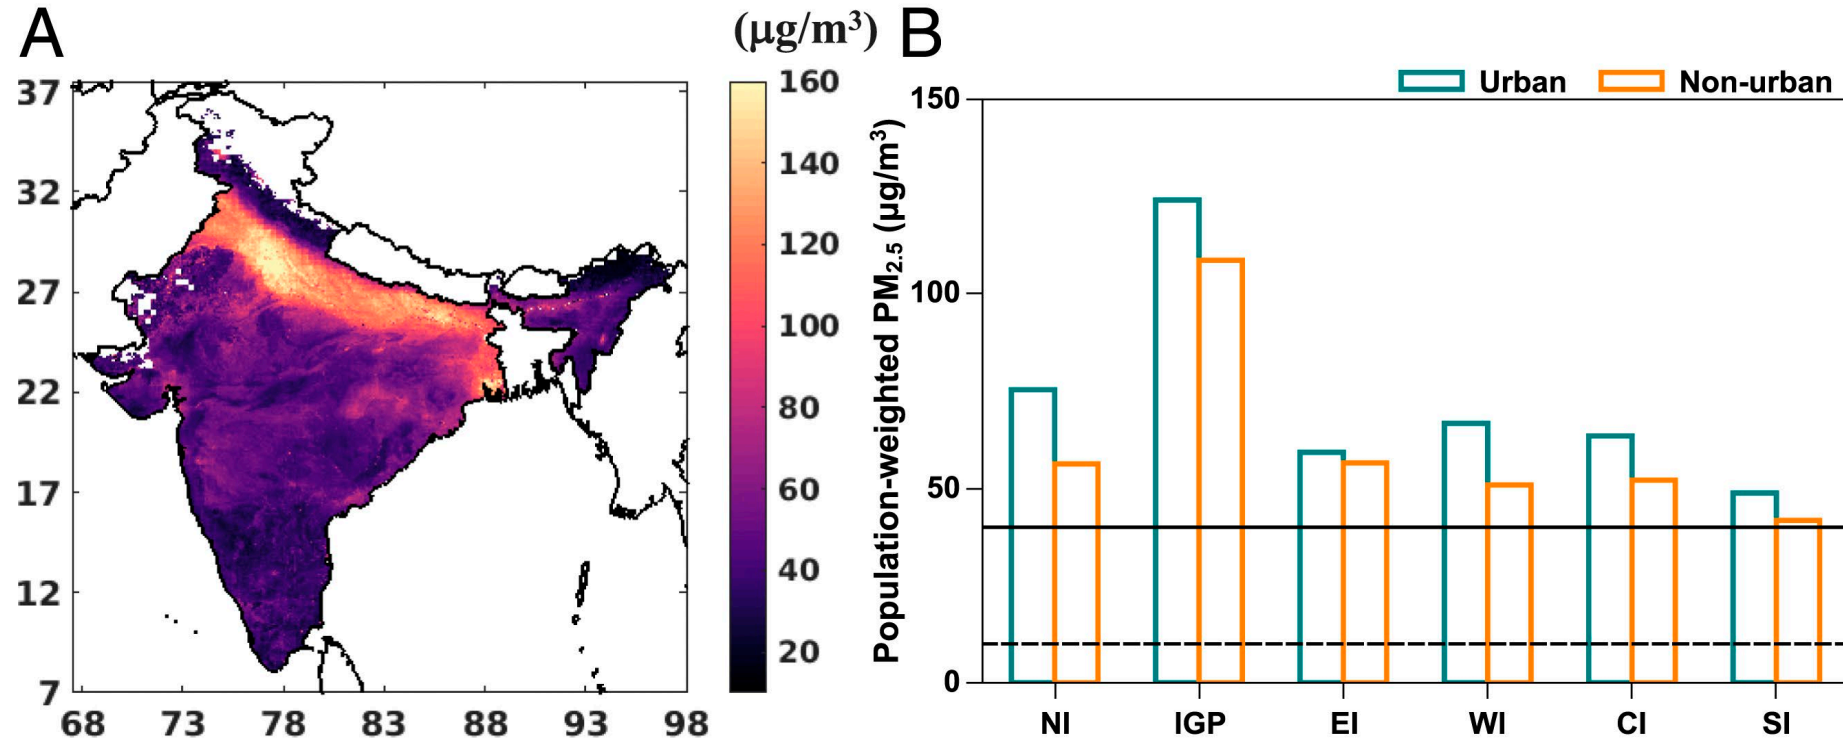 A
(μg/m³)
37
32
27
22
17
12
7
68 73 78 83 88 93 98
160
140
120
100
80
60
40
20
B
Urban Non-urban
Population-weighted PM₂.₅ (μg/m³)
150
100
50
0
NI IGP EI WI CI SI